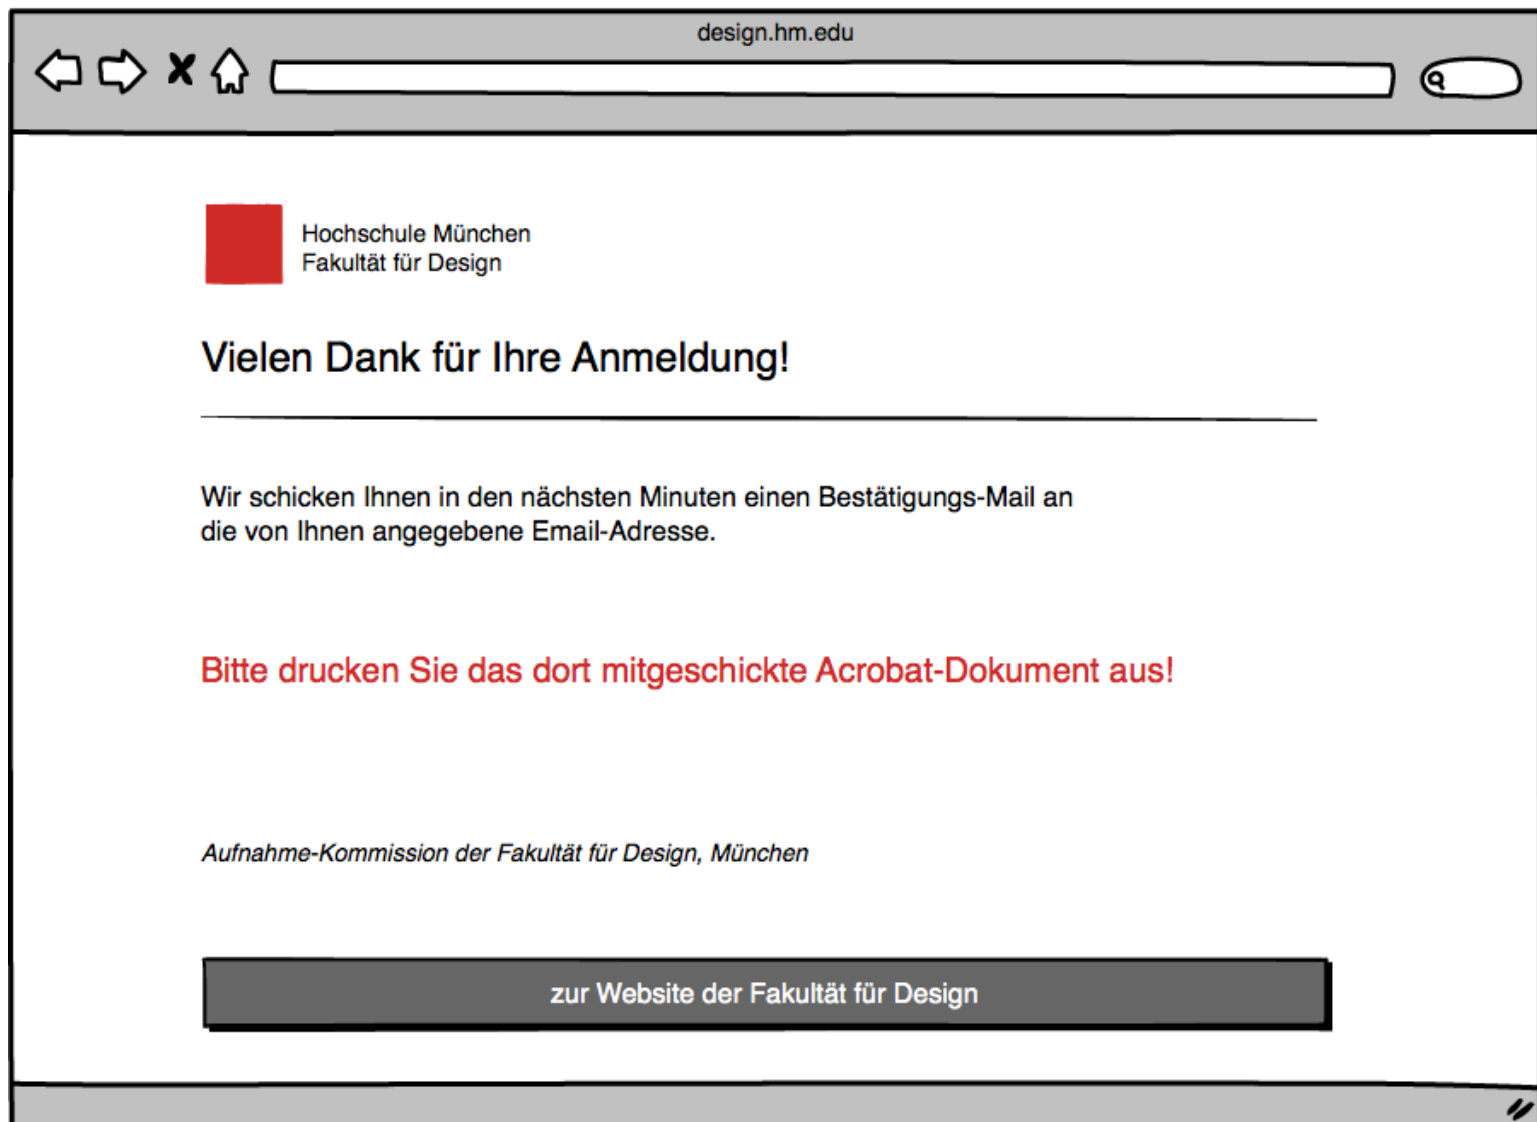 design.hm.edu
Hochschule München
Fakultät für Design
Vielen Dank für Ihre Anmeldung!
Wir schicken Ihnen in den nächsten Minuten einen Bestätigungs-Mail an
die von Ihnen angegebene Email-Adresse.
Bitte drucken Sie das dort mitgeschickte Acrobat-Dokument aus!
Aufnahme-Kommission der Fakultät für Design, München
zur Website der Fakultät für Design